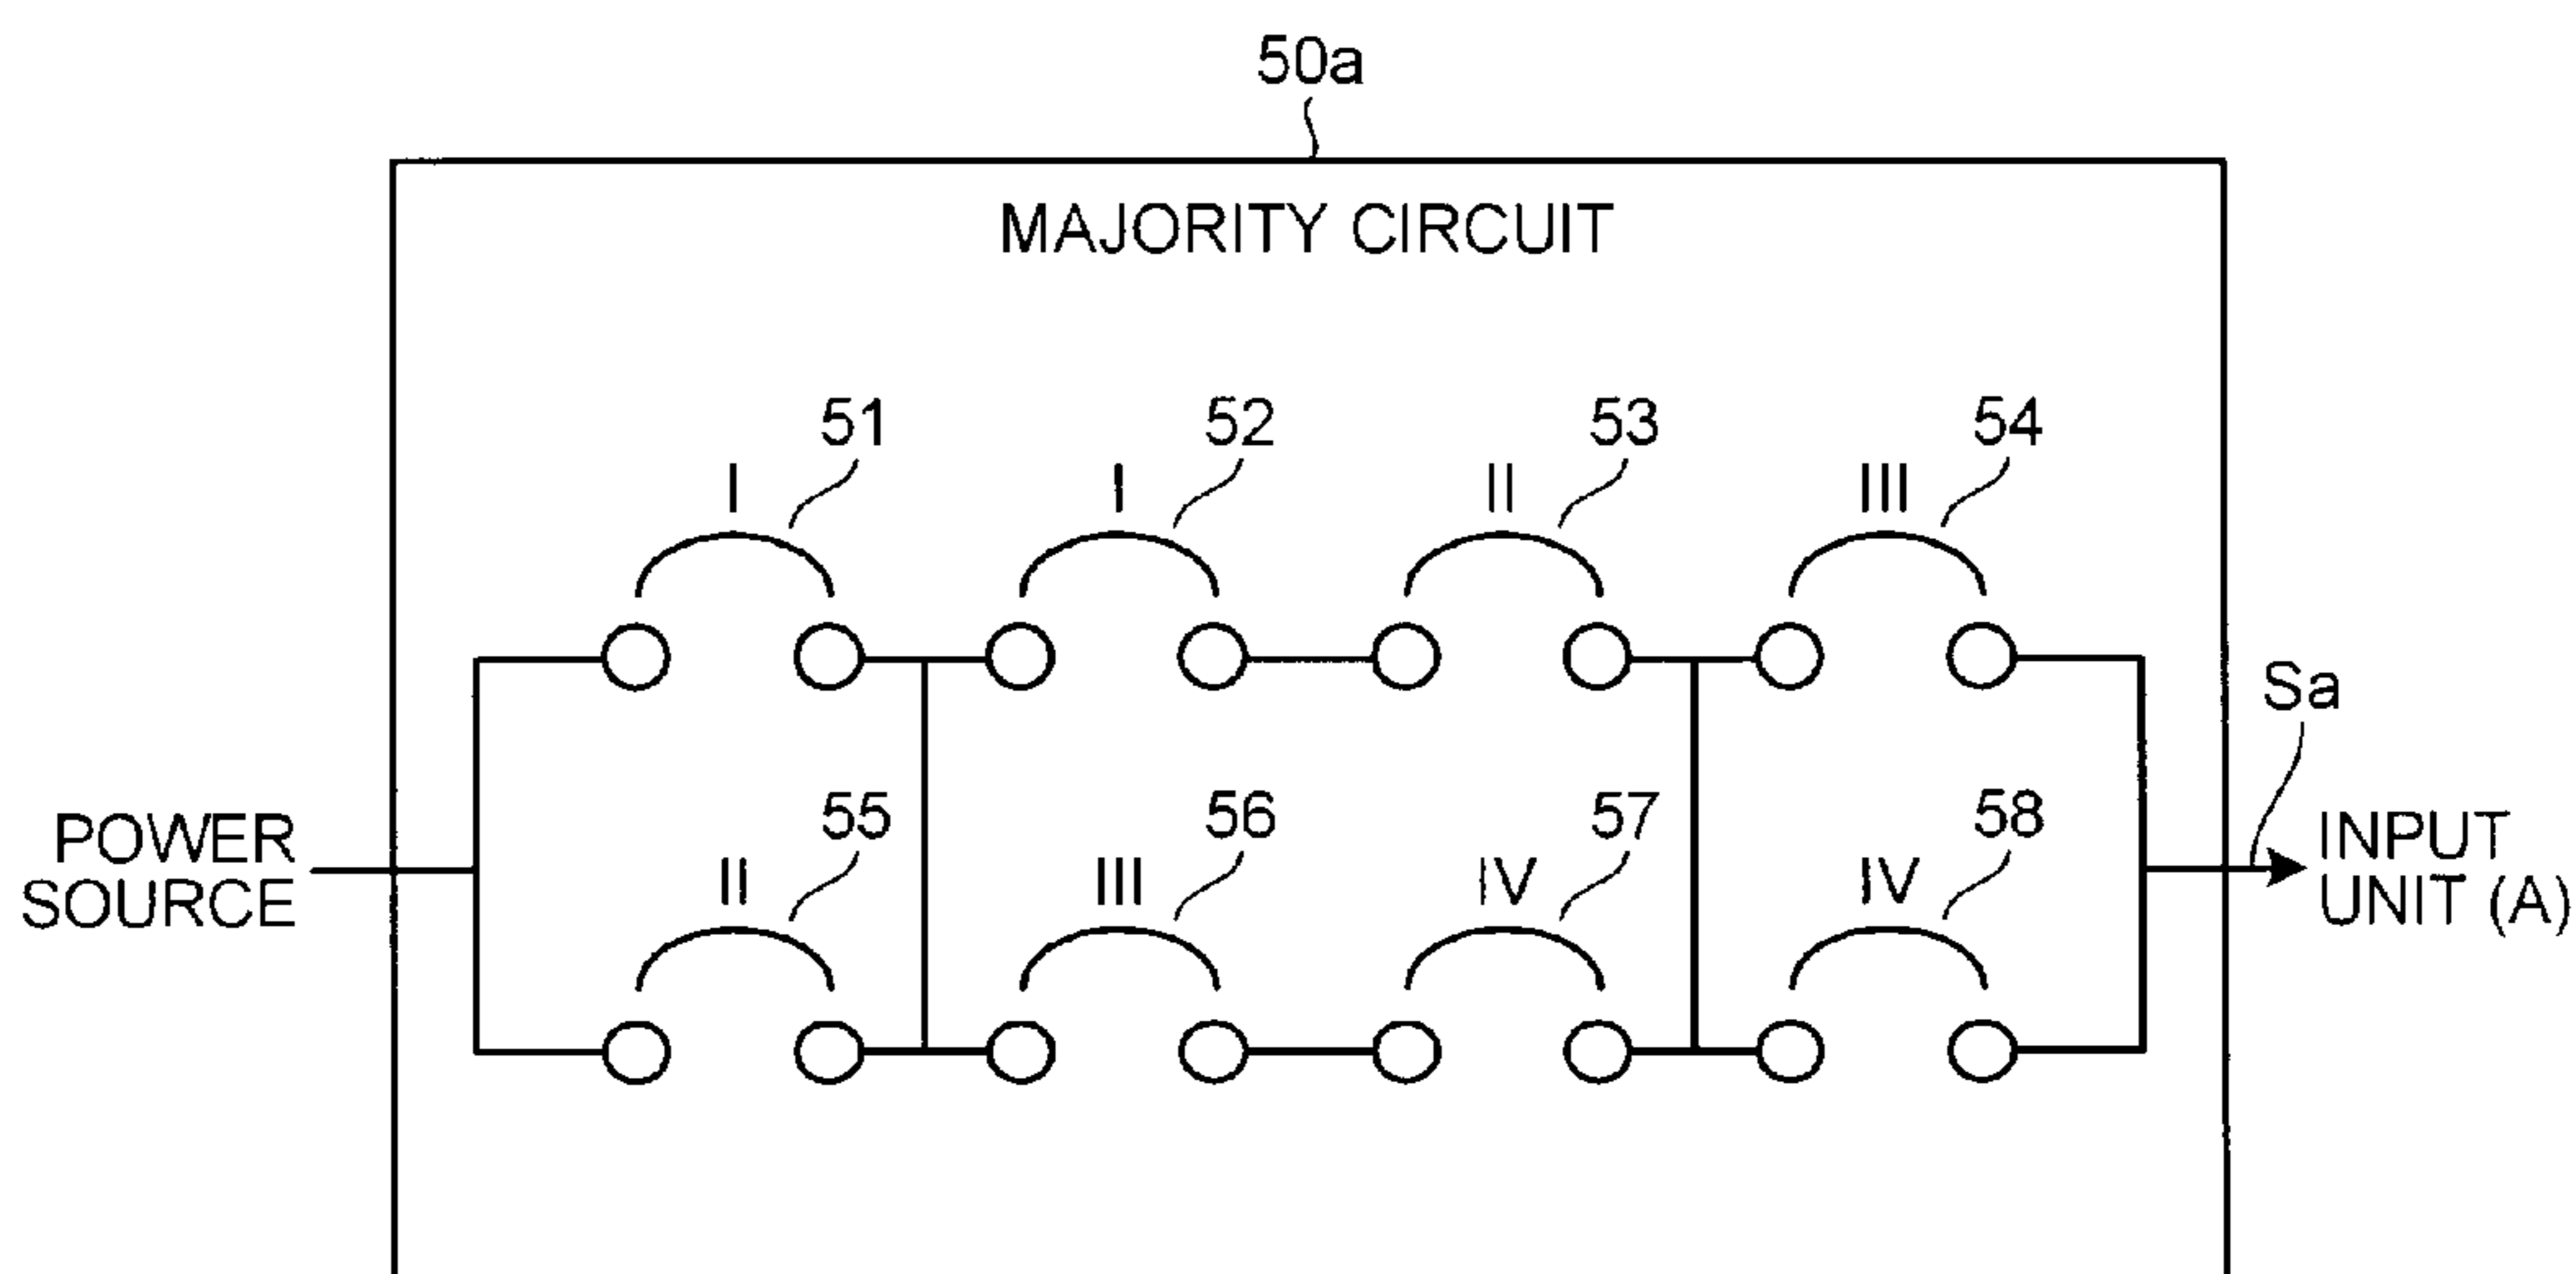 50a
MAJORITY CIRCUIT
51
52
53
54
I
I
II
III
Sa
POWER
SOURCE
55
56
57
58
II
III
IV
IV
INPUT
UNIT (A)